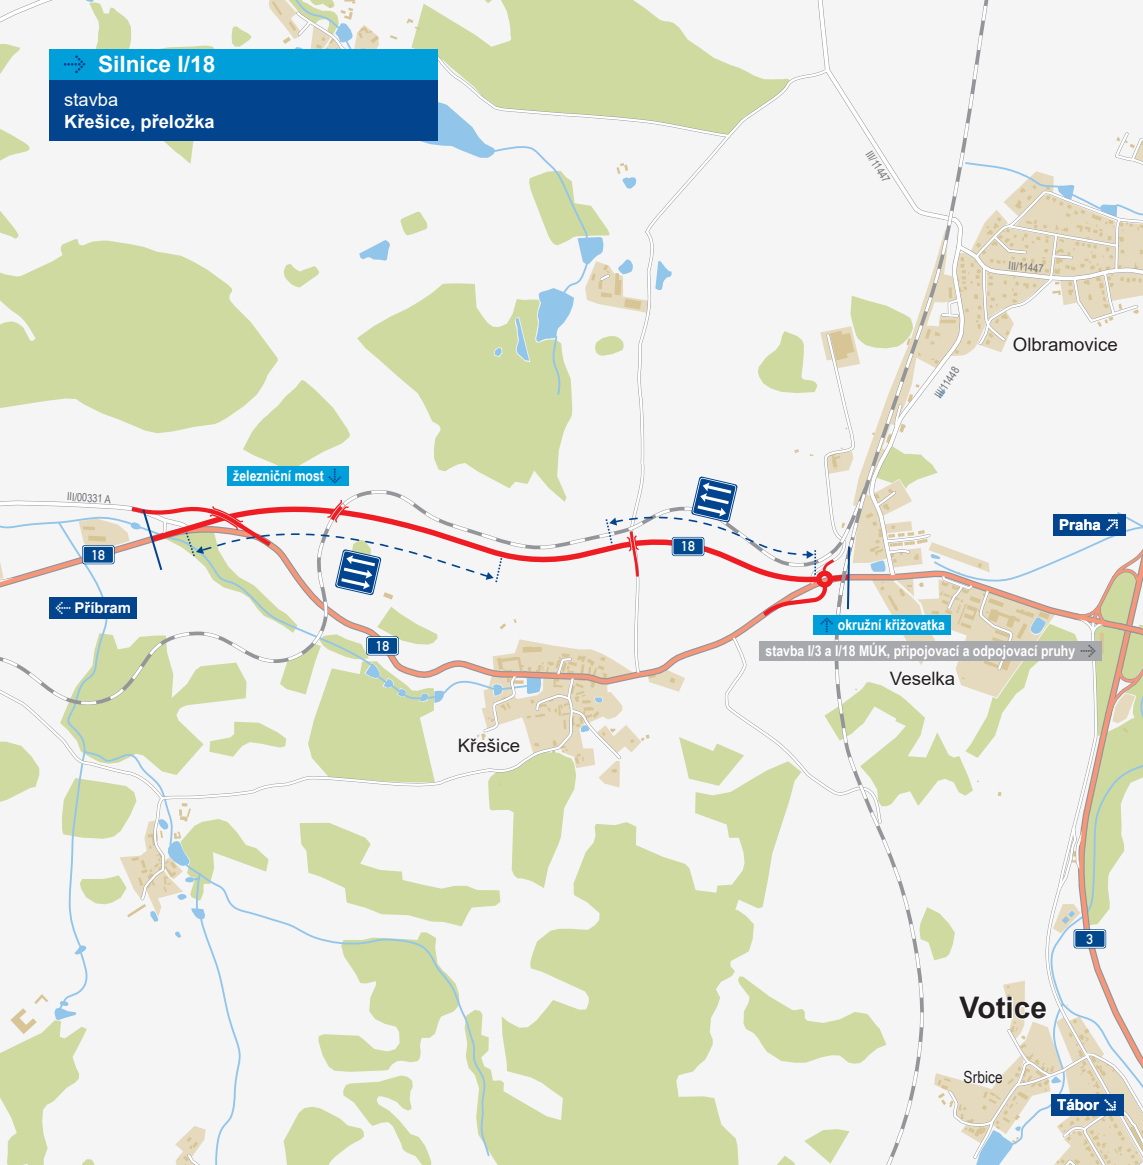 Silnice I/18
stavba
Křešice, přeložka
III/11447
III/11447
Olbramovice
III/11448
železniční most
III/00331 A
18
Praha
18
Příbram
18
okružní křižovatka
stavba I/3 a I/18 MÚK, připojovací a odpojovací pruhy
Veselka
Křešice
3
Votice
Srbice
Tábor